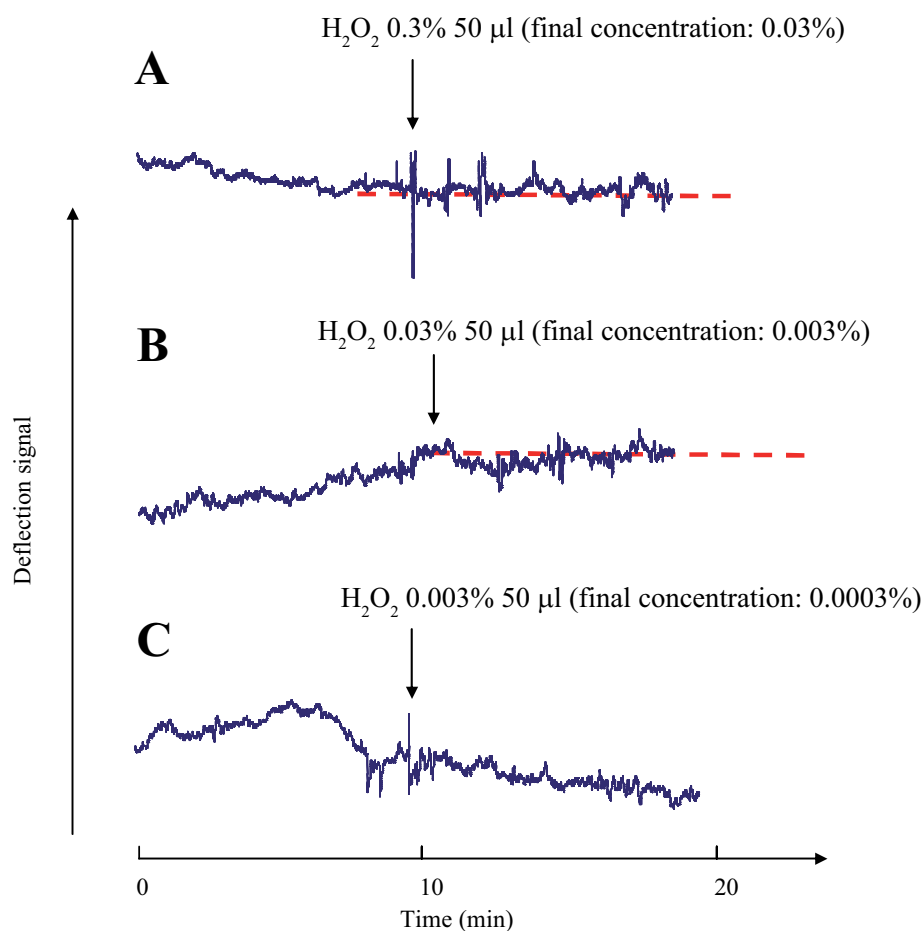 H₂O₂ 0.3% 50 μl (final concentration: 0.03%)
A
H₂O₂ 0.03% 50 μl (final concentration: 0.003%)
B
Deflection signal
H₂O₂ 0.003% 50 μl (final concentration: 0.0003%)
C
0 10 20
Time (min)